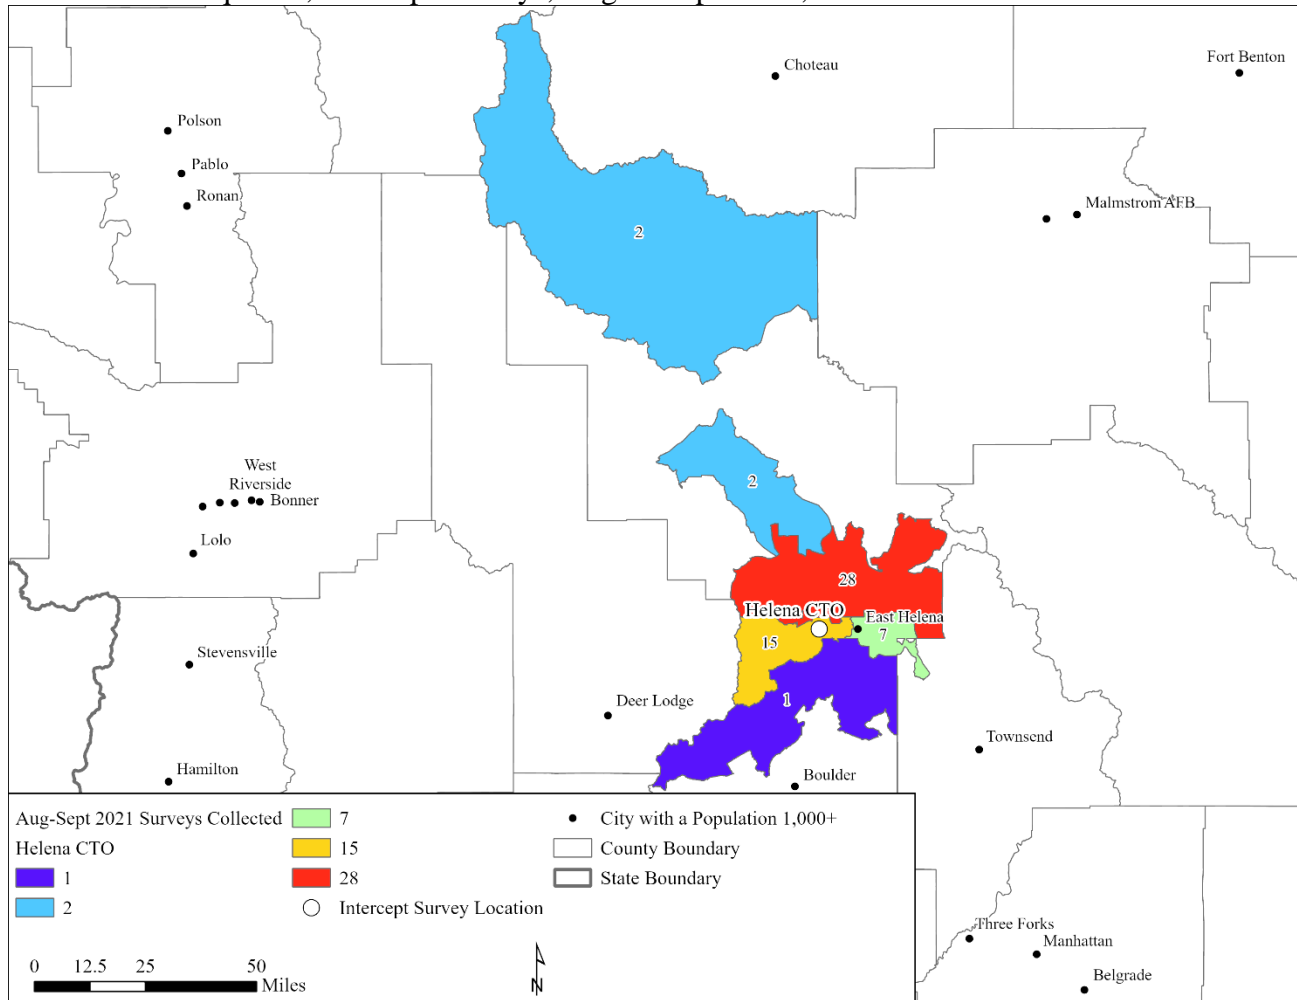 Choteau
Fort Benton
Polson
Pablo
Ronan
Malmstrom AFB
2
West
Riverside
Bonner
2
Lolo
28
Helena CTO
East Helena
7
15
Stevensville
1
Deer Lodge
Townsend
Hamilton
Boulder
Aug-Sept 2021 Surveys Collected
Helena CTO
1
2
7
15
28
Intercept Survey Location
City with a Population 1,000+
County Boundary
State Boundary
0 12.5 25 50
Miles
N
Three Forks
Manhattan
Belgrade